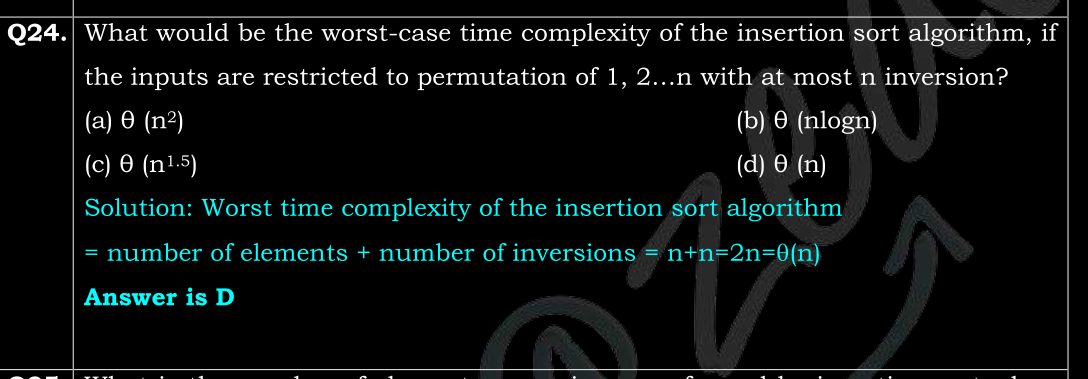 Q24. What would be the worst-case time complexity of the insertion sort algorithm, if
the inputs are restricted to permutation of 1, 2...n with at most n inversion?
(a) θ (n²) (b) θ (nlogn)
(c) θ (n¹·⁵) (d) θ (n)
Solution: Worst time complexity of the insertion sort algorithm
= number of elements + number of inversions = n+n=2n=θ(n)
Answer is D